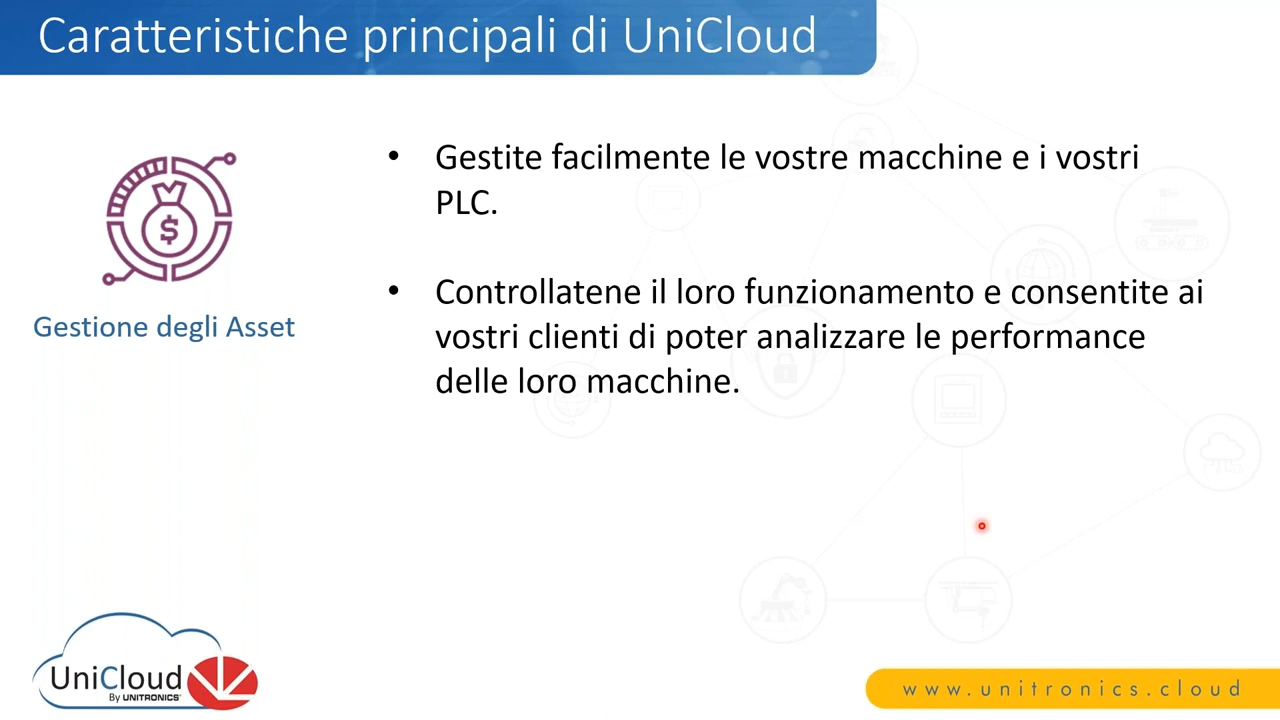 Caratteristiche principali di UniCloud
Gestione degli Asset
• Gestite facilmente le vostre macchine e i vostri
PLC.
• Controllatene il loro funzionamento e consentite ai
vostri clienti di poter analizzare le performance
delle loro macchine.
UniCloud
By UNITRONICS
www.unitronics.cloud